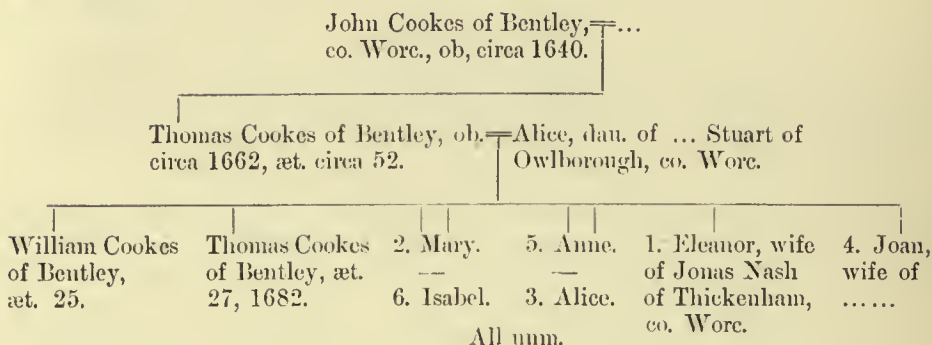 John Cookes of Bentley,=...
co. Worc., ob, circa 1640.
Thomas Cookes of Bentley, ob.=Alice, dau. of ... Stuart of
circa 1662, æt. circa 52. Owlborough, co. Worc.
William Cookes Thomas Cookes 2. Mary. 5. Anne. 1. Eleanor, wife 4. Joan,
of Bentley, of Bentley, æt. — — of Jonas Nash wife of
æt. 25. 27, 1682. 6. Isabel. 3. Alice. of Thickenham, ......
co. Worc.
All unm.